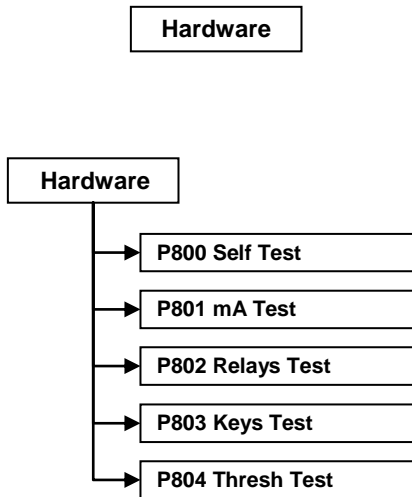 Hardware
Hardware
P800 Self Test
P801 mA Test
P802 Relays Test
P803 Keys Test
P804 Thresh Test